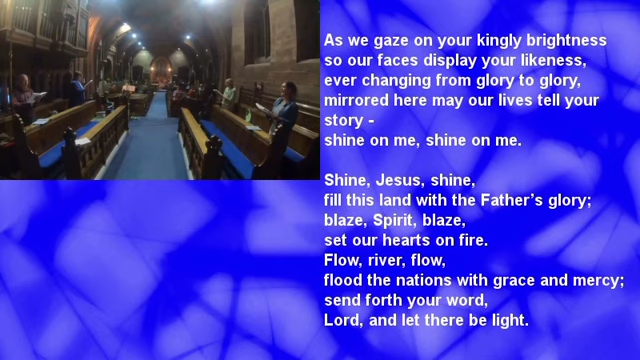 As we gaze on your kingly brightness
so our faces display your likeness,
ever changing from glory to glory,
mirrored here may our lives tell your
story -
shine on me, shine on me.
Shine, Jesus, shine,
fill this land with the Father’s glory;
blaze, Spirit, blaze,
set our hearts on fire.
Flow, river, flow,
flood the nations with grace and mercy;
send forth your word,
Lord, and let there be light.